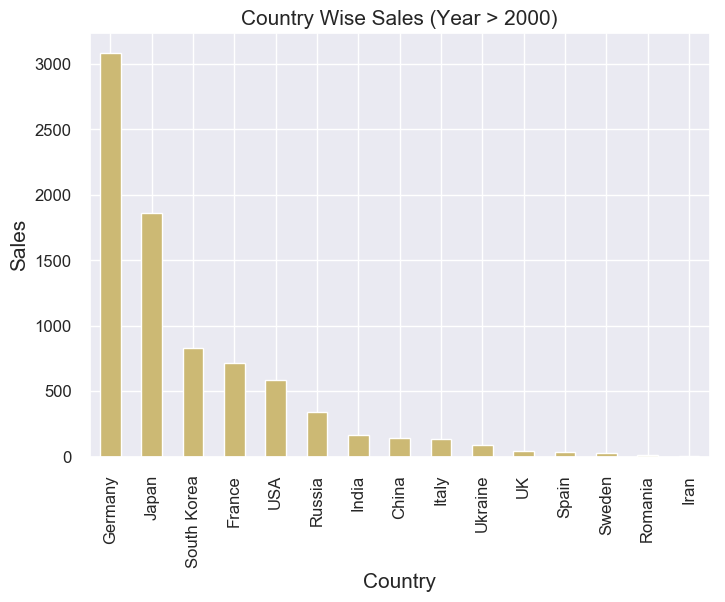 Country Wise Sales (Year > 2000)
3000
2500
2000
1500
1000
500
0
Sales
Germany
Japan
South Korea
France
USA
Russia
India
China
Italy
Ukraine
UK
Spain
Sweden
Romania
Iran
Country